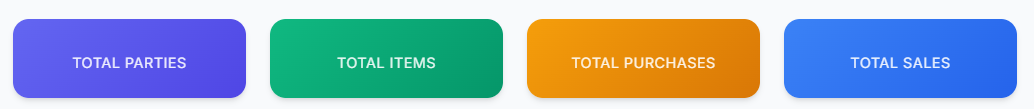 TOTAL PARTIES
TOTAL ITEMS
TOTAL PURCHASES
TOTAL SALES